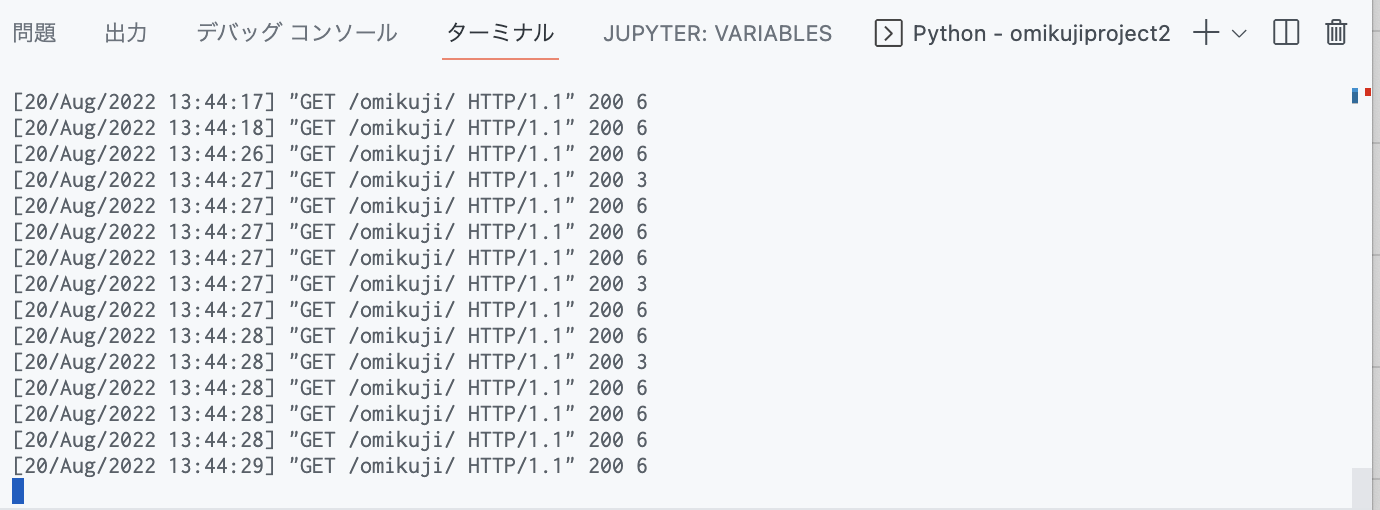 問題 出力 デバッグ コンソール ターミナル JUPYTER: VARIABLES Python - omikujiproject2
[20/Aug/2022 13:44:17] "GET /omikuji/ HTTP/1.1" 200 6
[20/Aug/2022 13:44:18] "GET /omikuji/ HTTP/1.1" 200 6
[20/Aug/2022 13:44:26] "GET /omikuji/ HTTP/1.1" 200 6
[20/Aug/2022 13:44:27] "GET /omikuji/ HTTP/1.1" 200 3
[20/Aug/2022 13:44:27] "GET /omikuji/ HTTP/1.1" 200 6
[20/Aug/2022 13:44:27] "GET /omikuji/ HTTP/1.1" 200 6
[20/Aug/2022 13:44:27] "GET /omikuji/ HTTP/1.1" 200 6
[20/Aug/2022 13:44:27] "GET /omikuji/ HTTP/1.1" 200 3
[20/Aug/2022 13:44:27] "GET /omikuji/ HTTP/1.1" 200 6
[20/Aug/2022 13:44:28] "GET /omikuji/ HTTP/1.1" 200 6
[20/Aug/2022 13:44:28] "GET /omikuji/ HTTP/1.1" 200 3
[20/Aug/2022 13:44:28] "GET /omikuji/ HTTP/1.1" 200 6
[20/Aug/2022 13:44:28] "GET /omikuji/ HTTP/1.1" 200 6
[20/Aug/2022 13:44:28] "GET /omikuji/ HTTP/1.1" 200 6
[20/Aug/2022 13:44:29] "GET /omikuji/ HTTP/1.1" 200 6